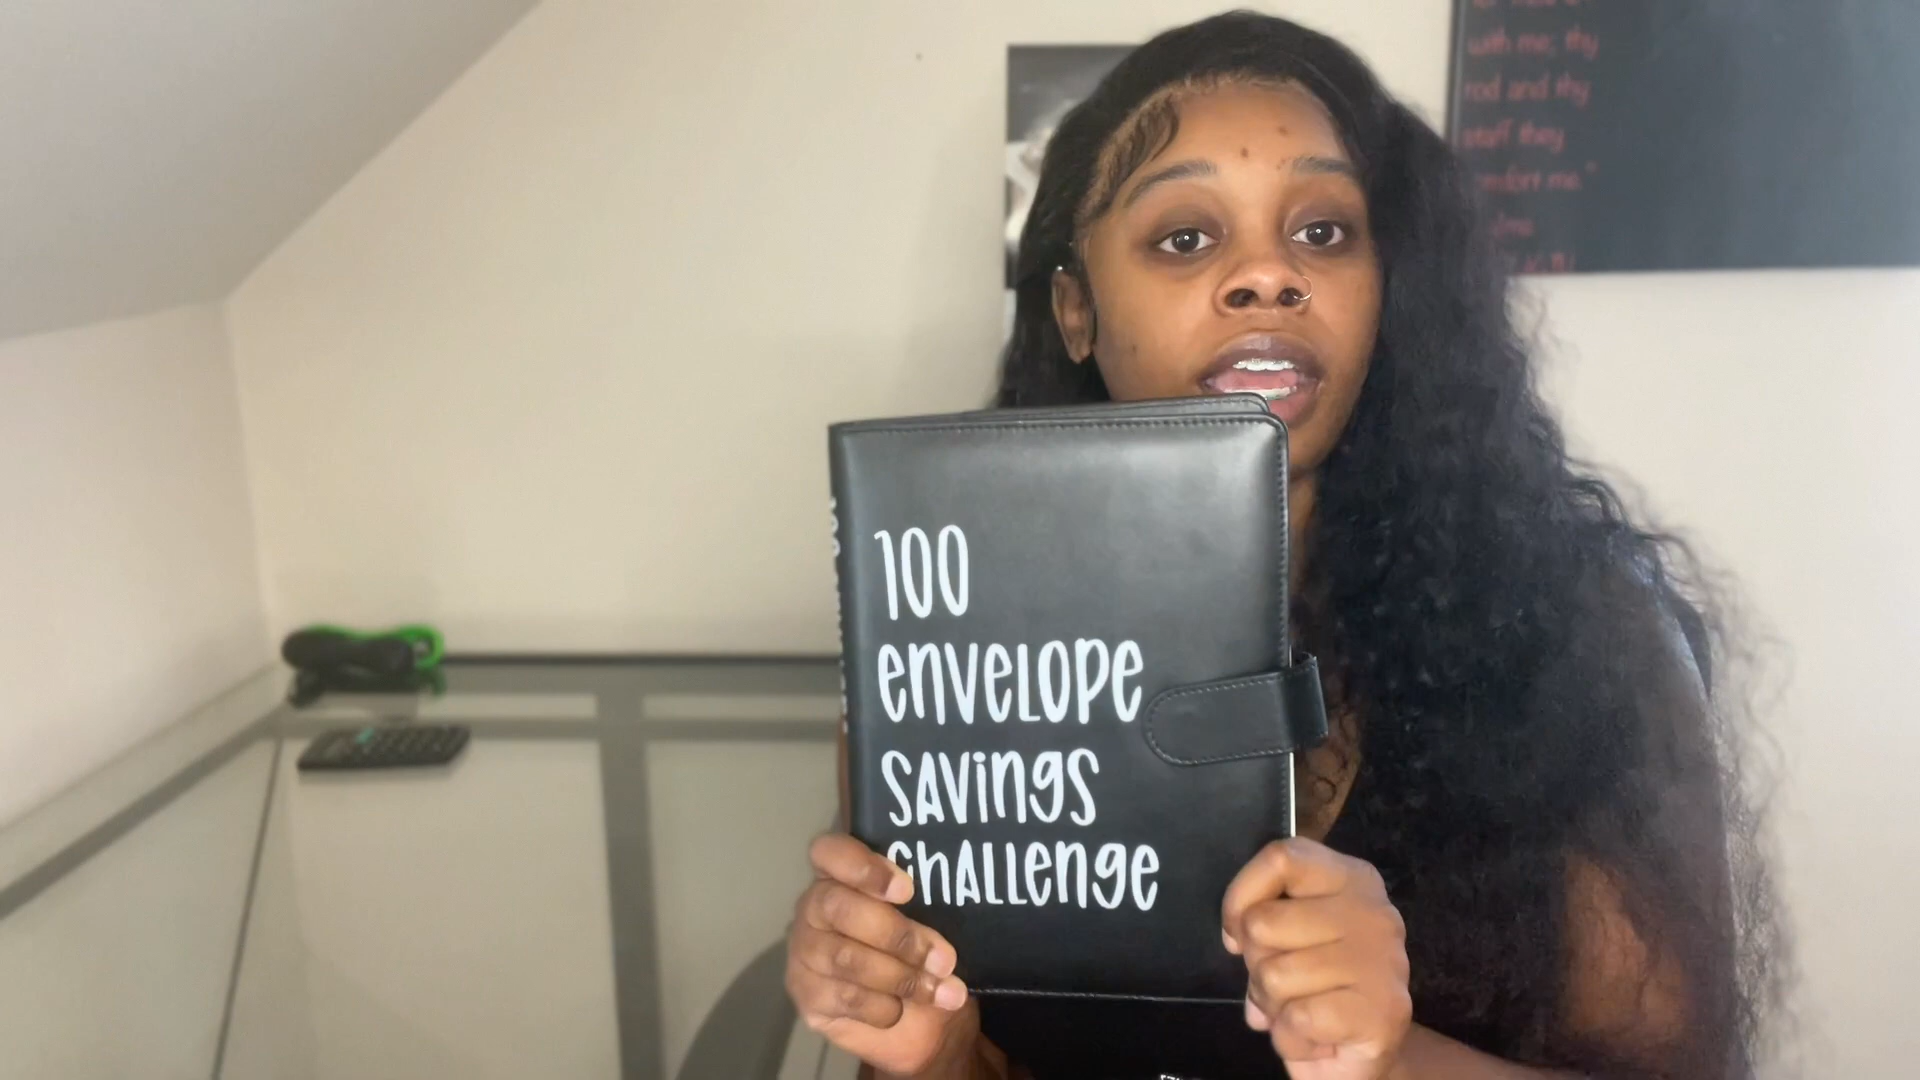 with me; thy
rod and thy
staff they
comfort me."
100
envelope
savings
challenge